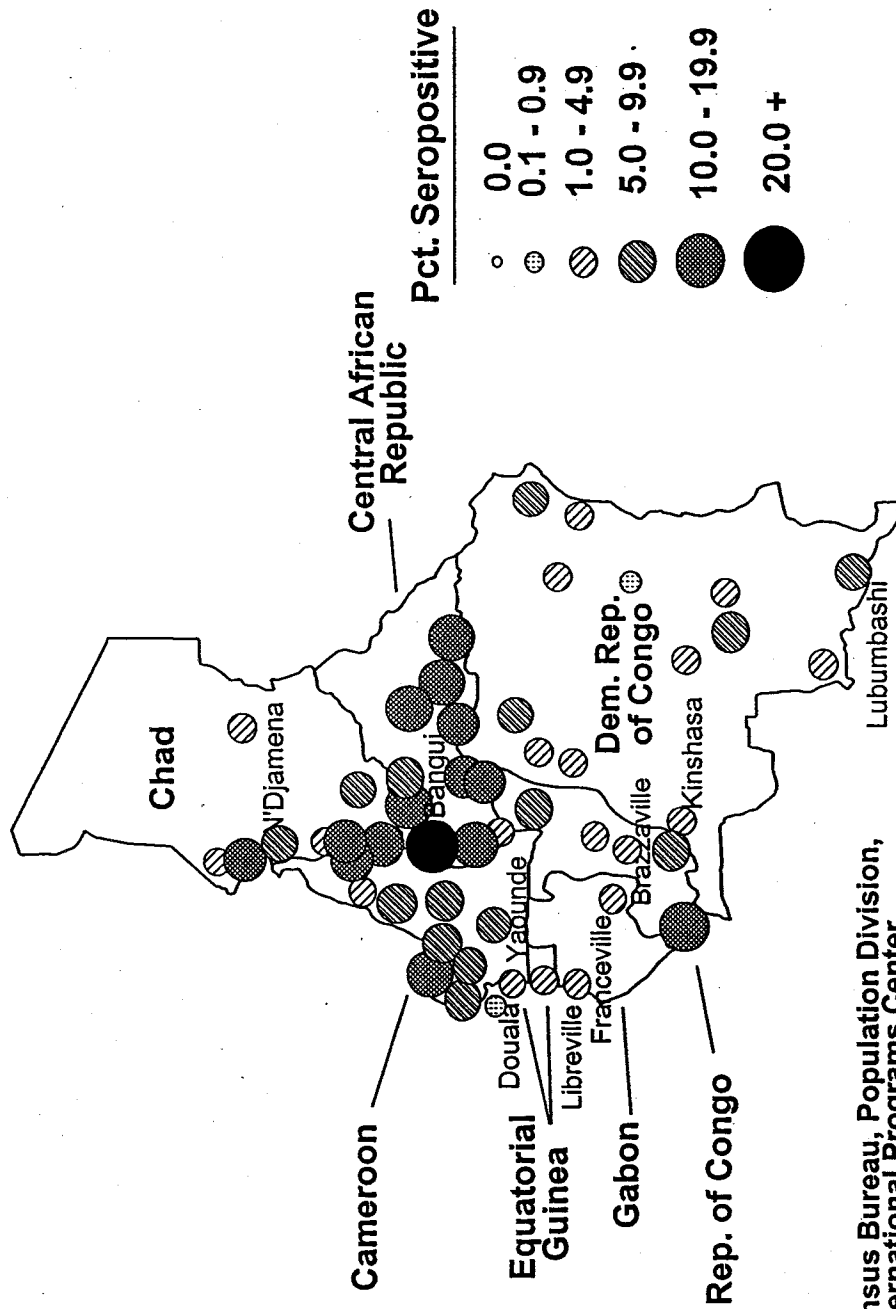 Pct. Seropositive
0.0
0.1 - 0.9
1.0 - 4.9
5.0 - 9.9
10.0 - 19.9
20.0 +
Chad
N'Djamena
Central African
Republic
Bangui
Cameroon
Yaounde
Douala
Equatorial
Guinea
Libreville
Franceville
Gabon
Rep. of Congo
Brazzaville
Kinshasa
Dem. Rep.
of Congo
Lubumbashi
Bureau, Population Division,
Programs Center